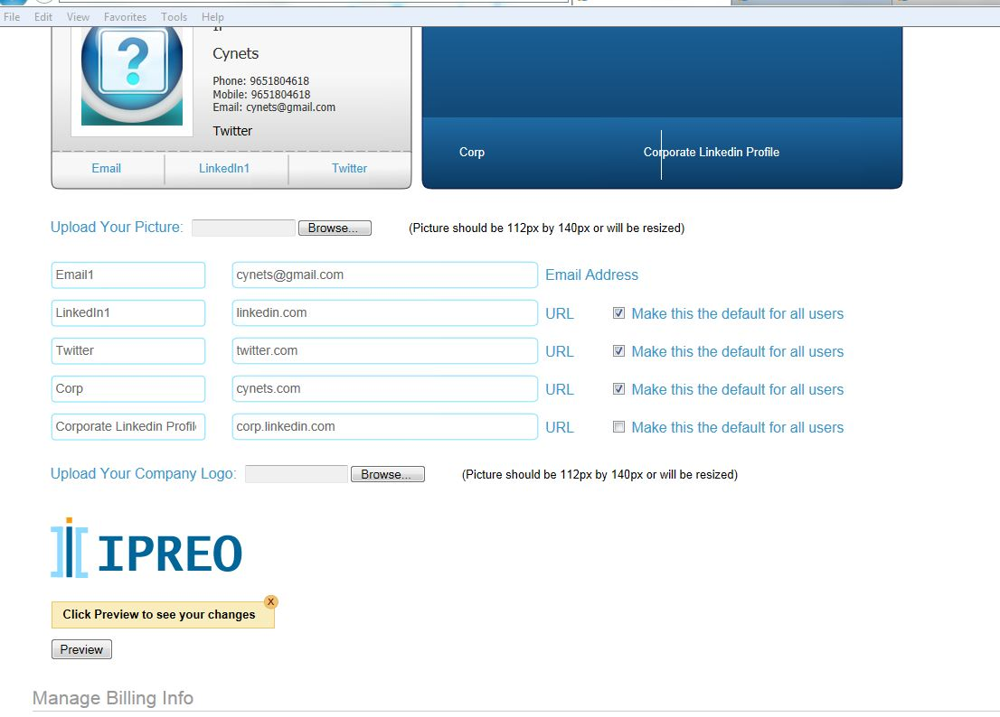 File Edit View Favorites Tools Help
Cynets
Phone: 9651804618
Mobile: 9651804618
Email: cynets@gmail.com
Twitter
Email LinkedIn1 Twitter
Corp Corporate Linkedin Profile
Upload Your Picture: Browse... (Picture should be 112px by 140px or will be resized)
Email1 cynets@gmail.com Email Address
LinkedIn1 linkedin.com URL Make this the default for all users
Twitter twitter.com URL Make this the default for all users
Corp cynets.com URL Make this the default for all users
Corporate Linkedin Profil corp.linkedin.com URL Make this the default for all users
Upload Your Company Logo: Browse... (Picture should be 112px by 140px or will be resized)
IPREO
Click Preview to see your changes X
Preview
Manage Billing Info